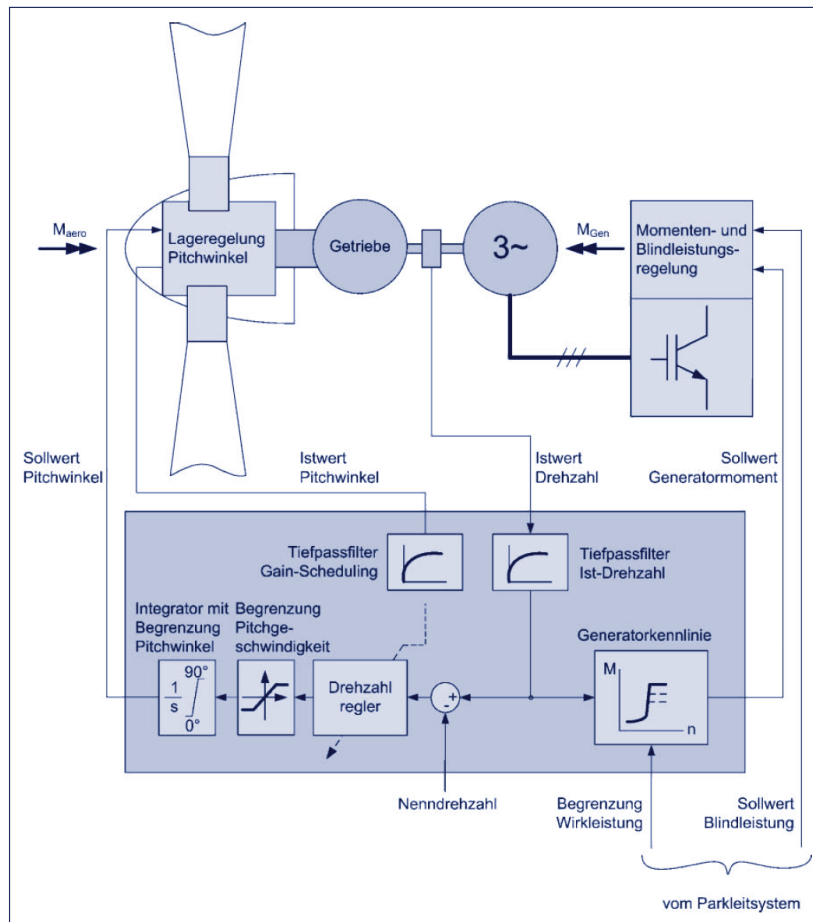 M_aero
Lageregelung
Pitchwinkel
Getriebe
3~
M_Gen
Momenten- und
Blindleistungs-
regelung
Sollwert
Pitchwinkel
Istwert
Pitchwinkel
Istwert
Drehzahl
Sollwert
Generatormoment
Tiefpassfilter
Gain-Scheduling
Tiefpassfilter
Ist-Drehzahl
Integrator mit
Begrenzung
Pitchwinkel
Begrenzung
Pitchge-
schwindigkeit
Generatorkennlinie
1
s
90°
0°
Drehzahl
regler
+
-
M
n
Nenndrehzahl
Begrenzung
Wirkleistung
Sollwert
Blindleistung
vom Parkleitsystem